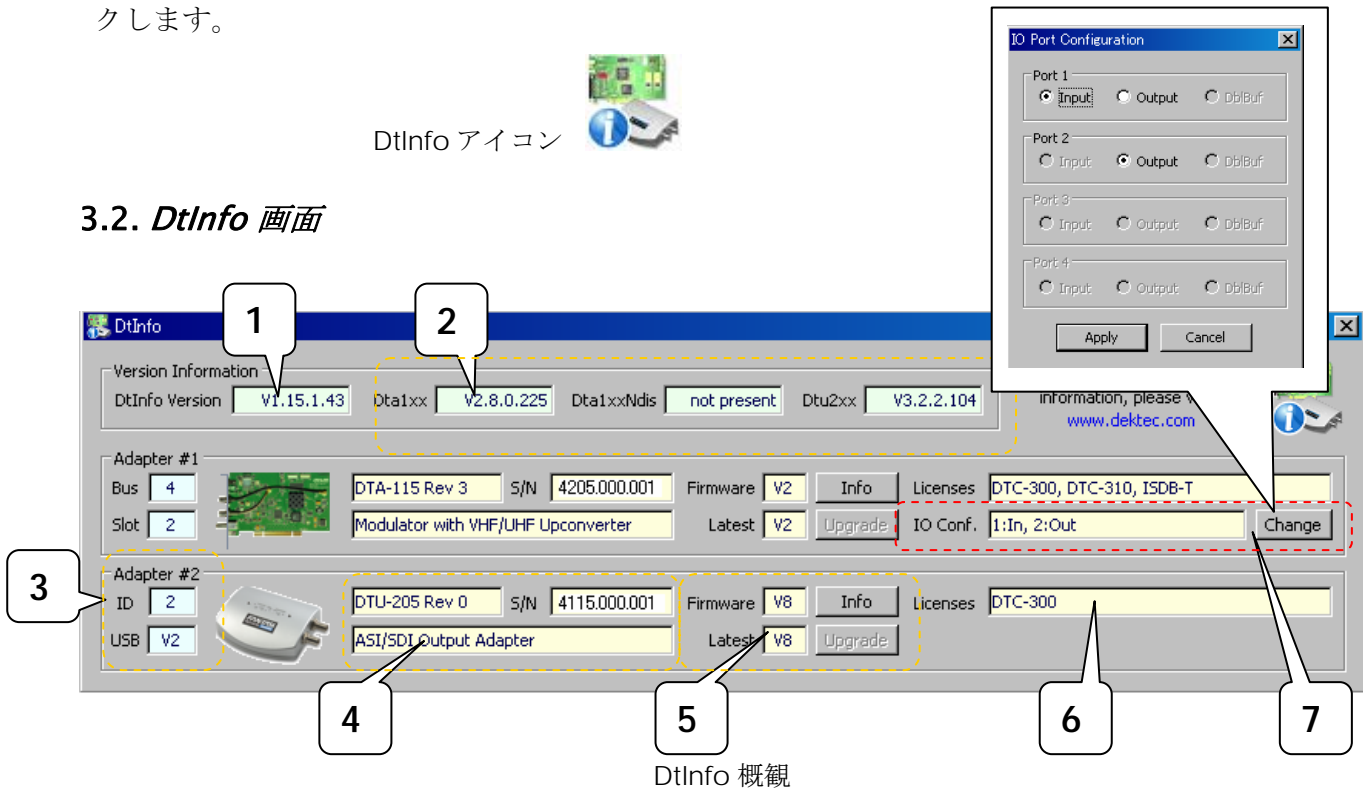 クします。
IO Port Configuration
Port 1
Input Output DblBuf
Port 2
Input Output DblBuf
Port 3
Input Output DblBuf
Port 4
Input Output DblBuf
Apply Cancel
DtInfo アイコン
3.2. DtInfo 画面
1 2
DtInfo
Version Information
DtInfo Version V1.15.1.43 Dta1xx V2.8.0.225 Dta1xxNdis not present Dtu2xx V3.2.2.104
information, please
www.dektec.com
Adapter #1
Bus 4 DTA-115 Rev 3 S/N 4205.000.001 Firmware V2 Info Licenses DTC-300, DTC-310, ISDB-T
Slot 2 Modulator with VHF/UHF Upconverter Latest V2 Upgrade IO Conf. 1:In, 2:Out Change
3
Adapter #2
ID 2 DTU-205 Rev 0 S/N 4115.000.001 Firmware V8 Info Licenses DTC-300
USB V2 ASI/SDI Output Adapter Latest V8 Upgrade
4 5 6 7
DtInfo 概観